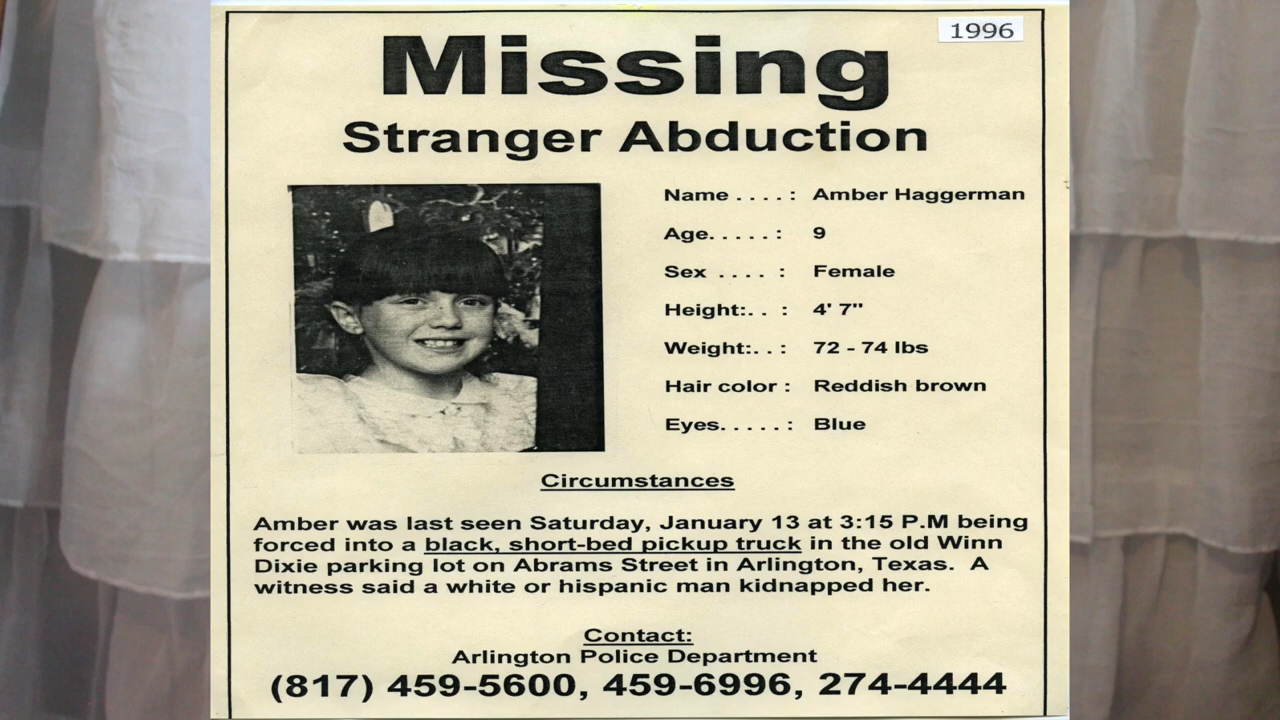 1996
Missing
Stranger Abduction
Name . . . . : Amber Haggerman
Age. . . . . : 9
Sex . . . . : Female
Height:. . : 4' 7"
Weight:. . : 72 - 74 lbs
Hair color : Reddish brown
Eyes. . . . . : Blue
Circumstances
Amber was last seen Saturday, January 13 at 3:15 P.M being
forced into a black, short-bed pickup truck in the old Winn
Dixie parking lot on Abrams Street in Arlington, Texas. A
witness said a white or hispanic man kidnapped her.
Contact:
Arlington Police Department
(817) 459-5600, 459-6996, 274-4444